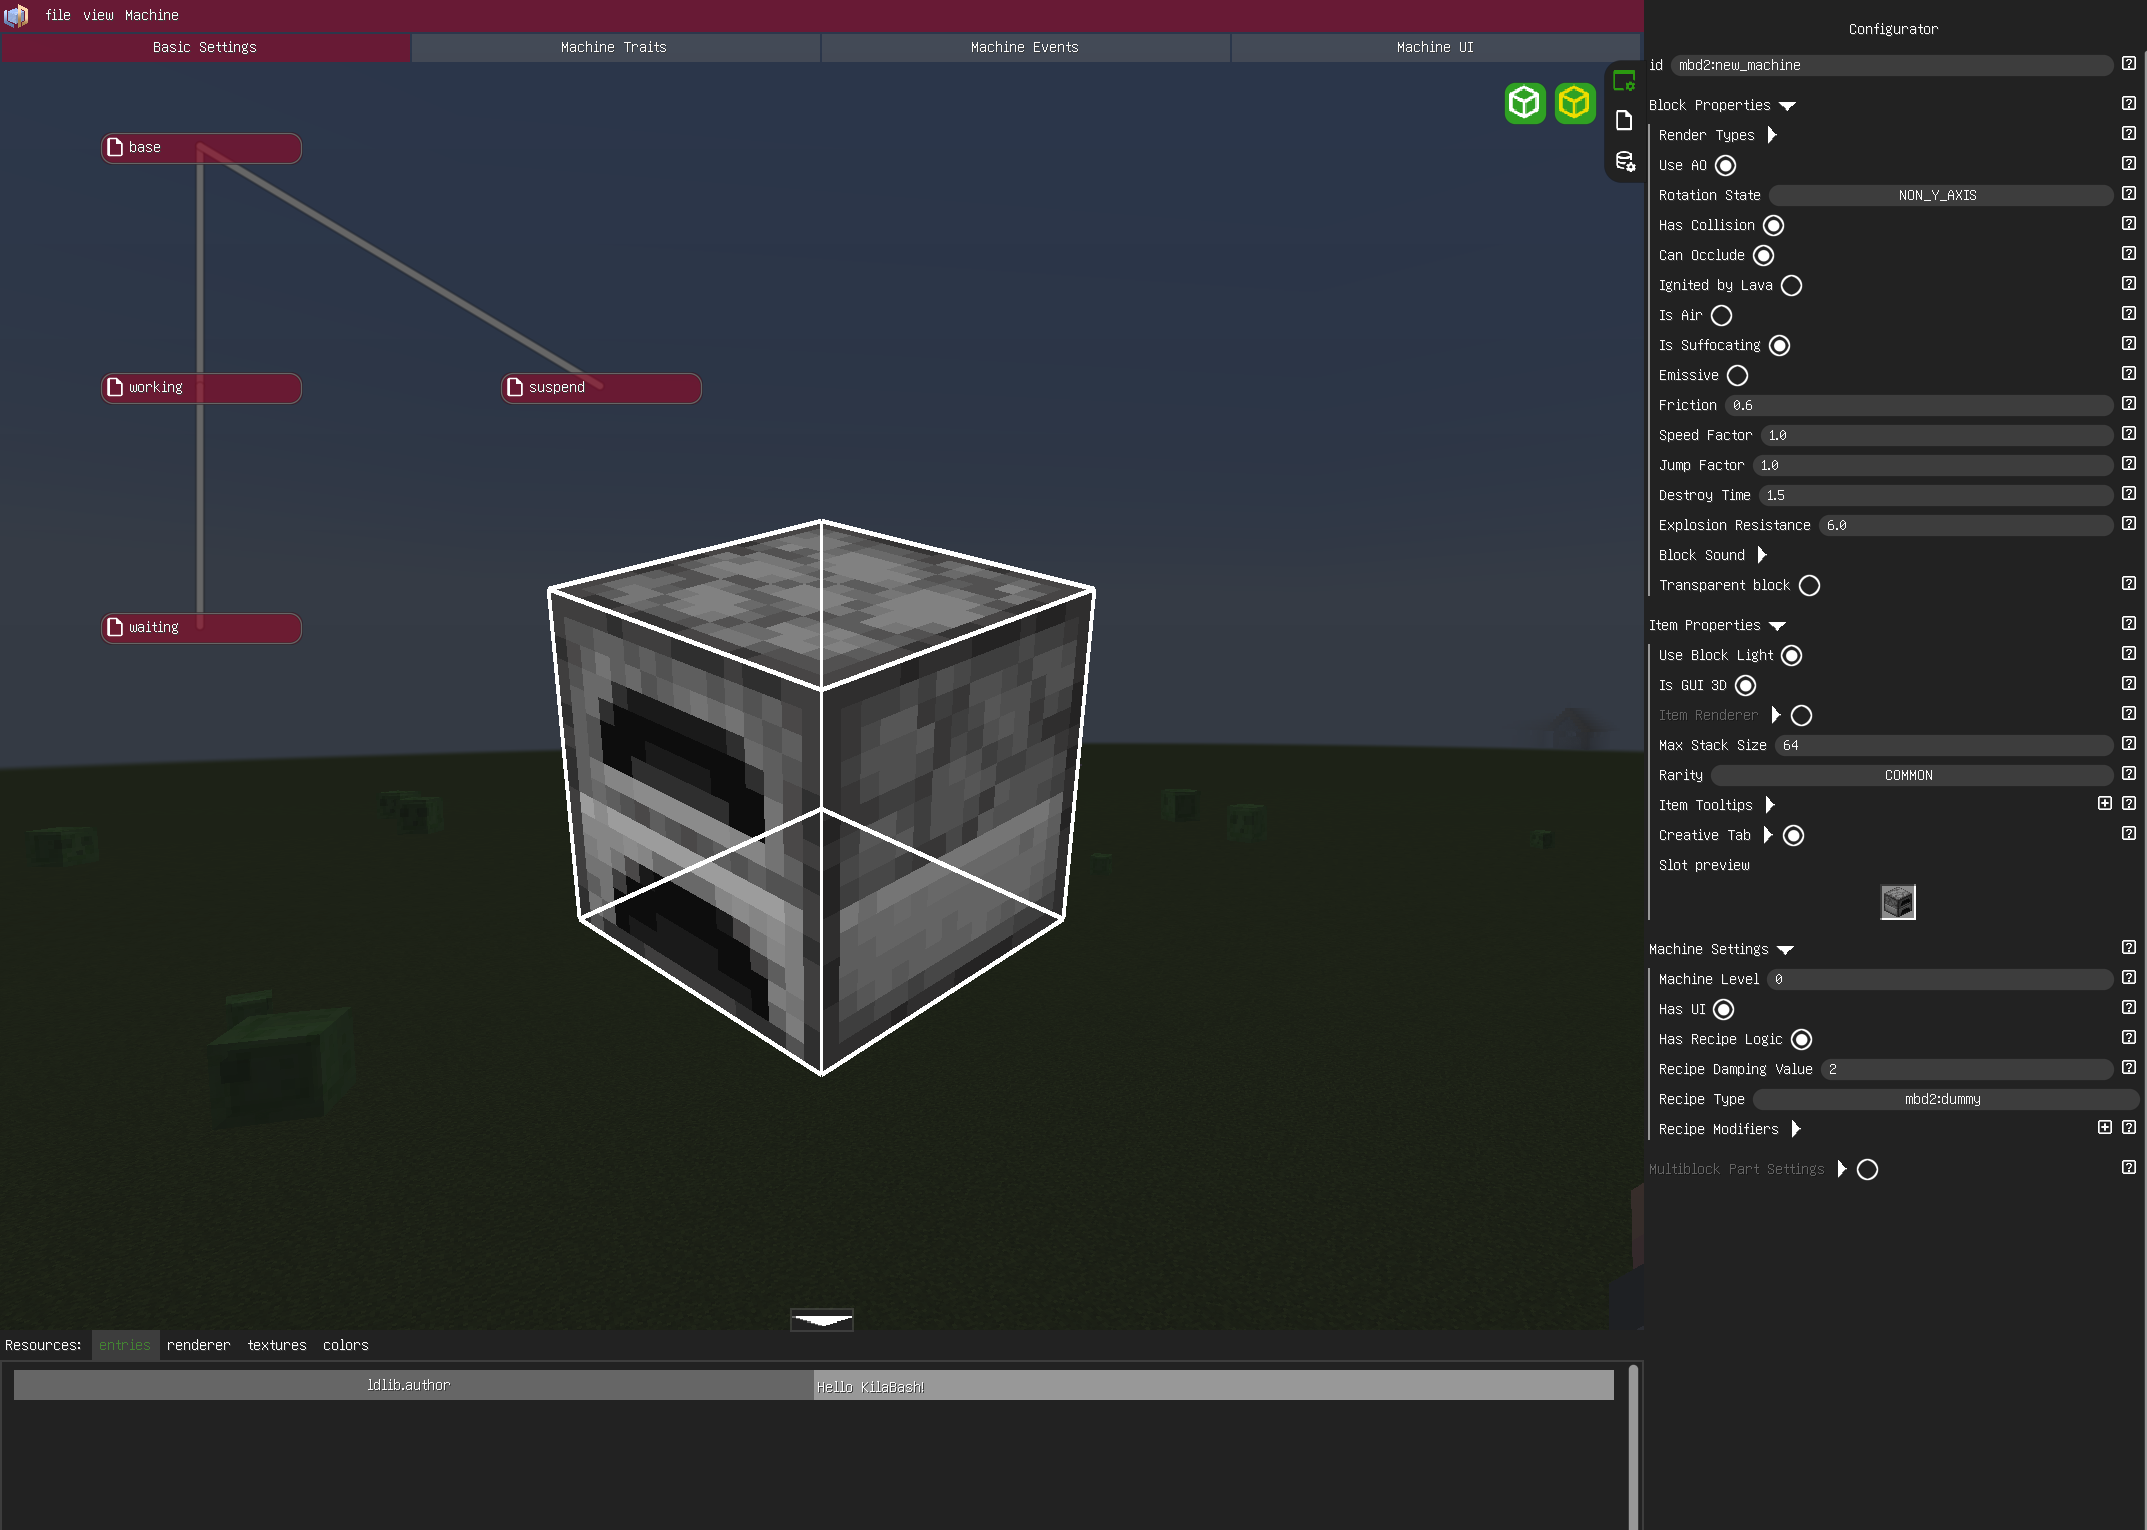 file view Machine
Basic Settings Machine Traits Machine Events Machine UI
base
working
suspend
waiting
Configurator
id mbd2:new_machine
Block Properties
Render Types
Use AO
Rotation State NON_Y_AXIS
Has Collision
Can Occlude
Ignited by Lava
Is Air
Is Suffocating
Emissive
Friction 0.6
Speed Factor 1.0
Jump Factor 1.0
Destroy Time 1.5
Explosion Resistance 6.0
Block Sound
Transparent block
Item Properties
Use Block Light
Is GUI 3D
Item Renderer
Max Stack Size 64
Rarity COMMON
Item Tooltips
Creative Tab
Slot preview
Machine Settings
Machine Level 0
Has UI
Has Recipe Logic
Recipe Damping Value 2
Recipe Type mbd2:dummy
Recipe Modifiers
Multiblock Part Settings
Resources: entries renderer textures colors
ldlib.author Hello KilaBash!